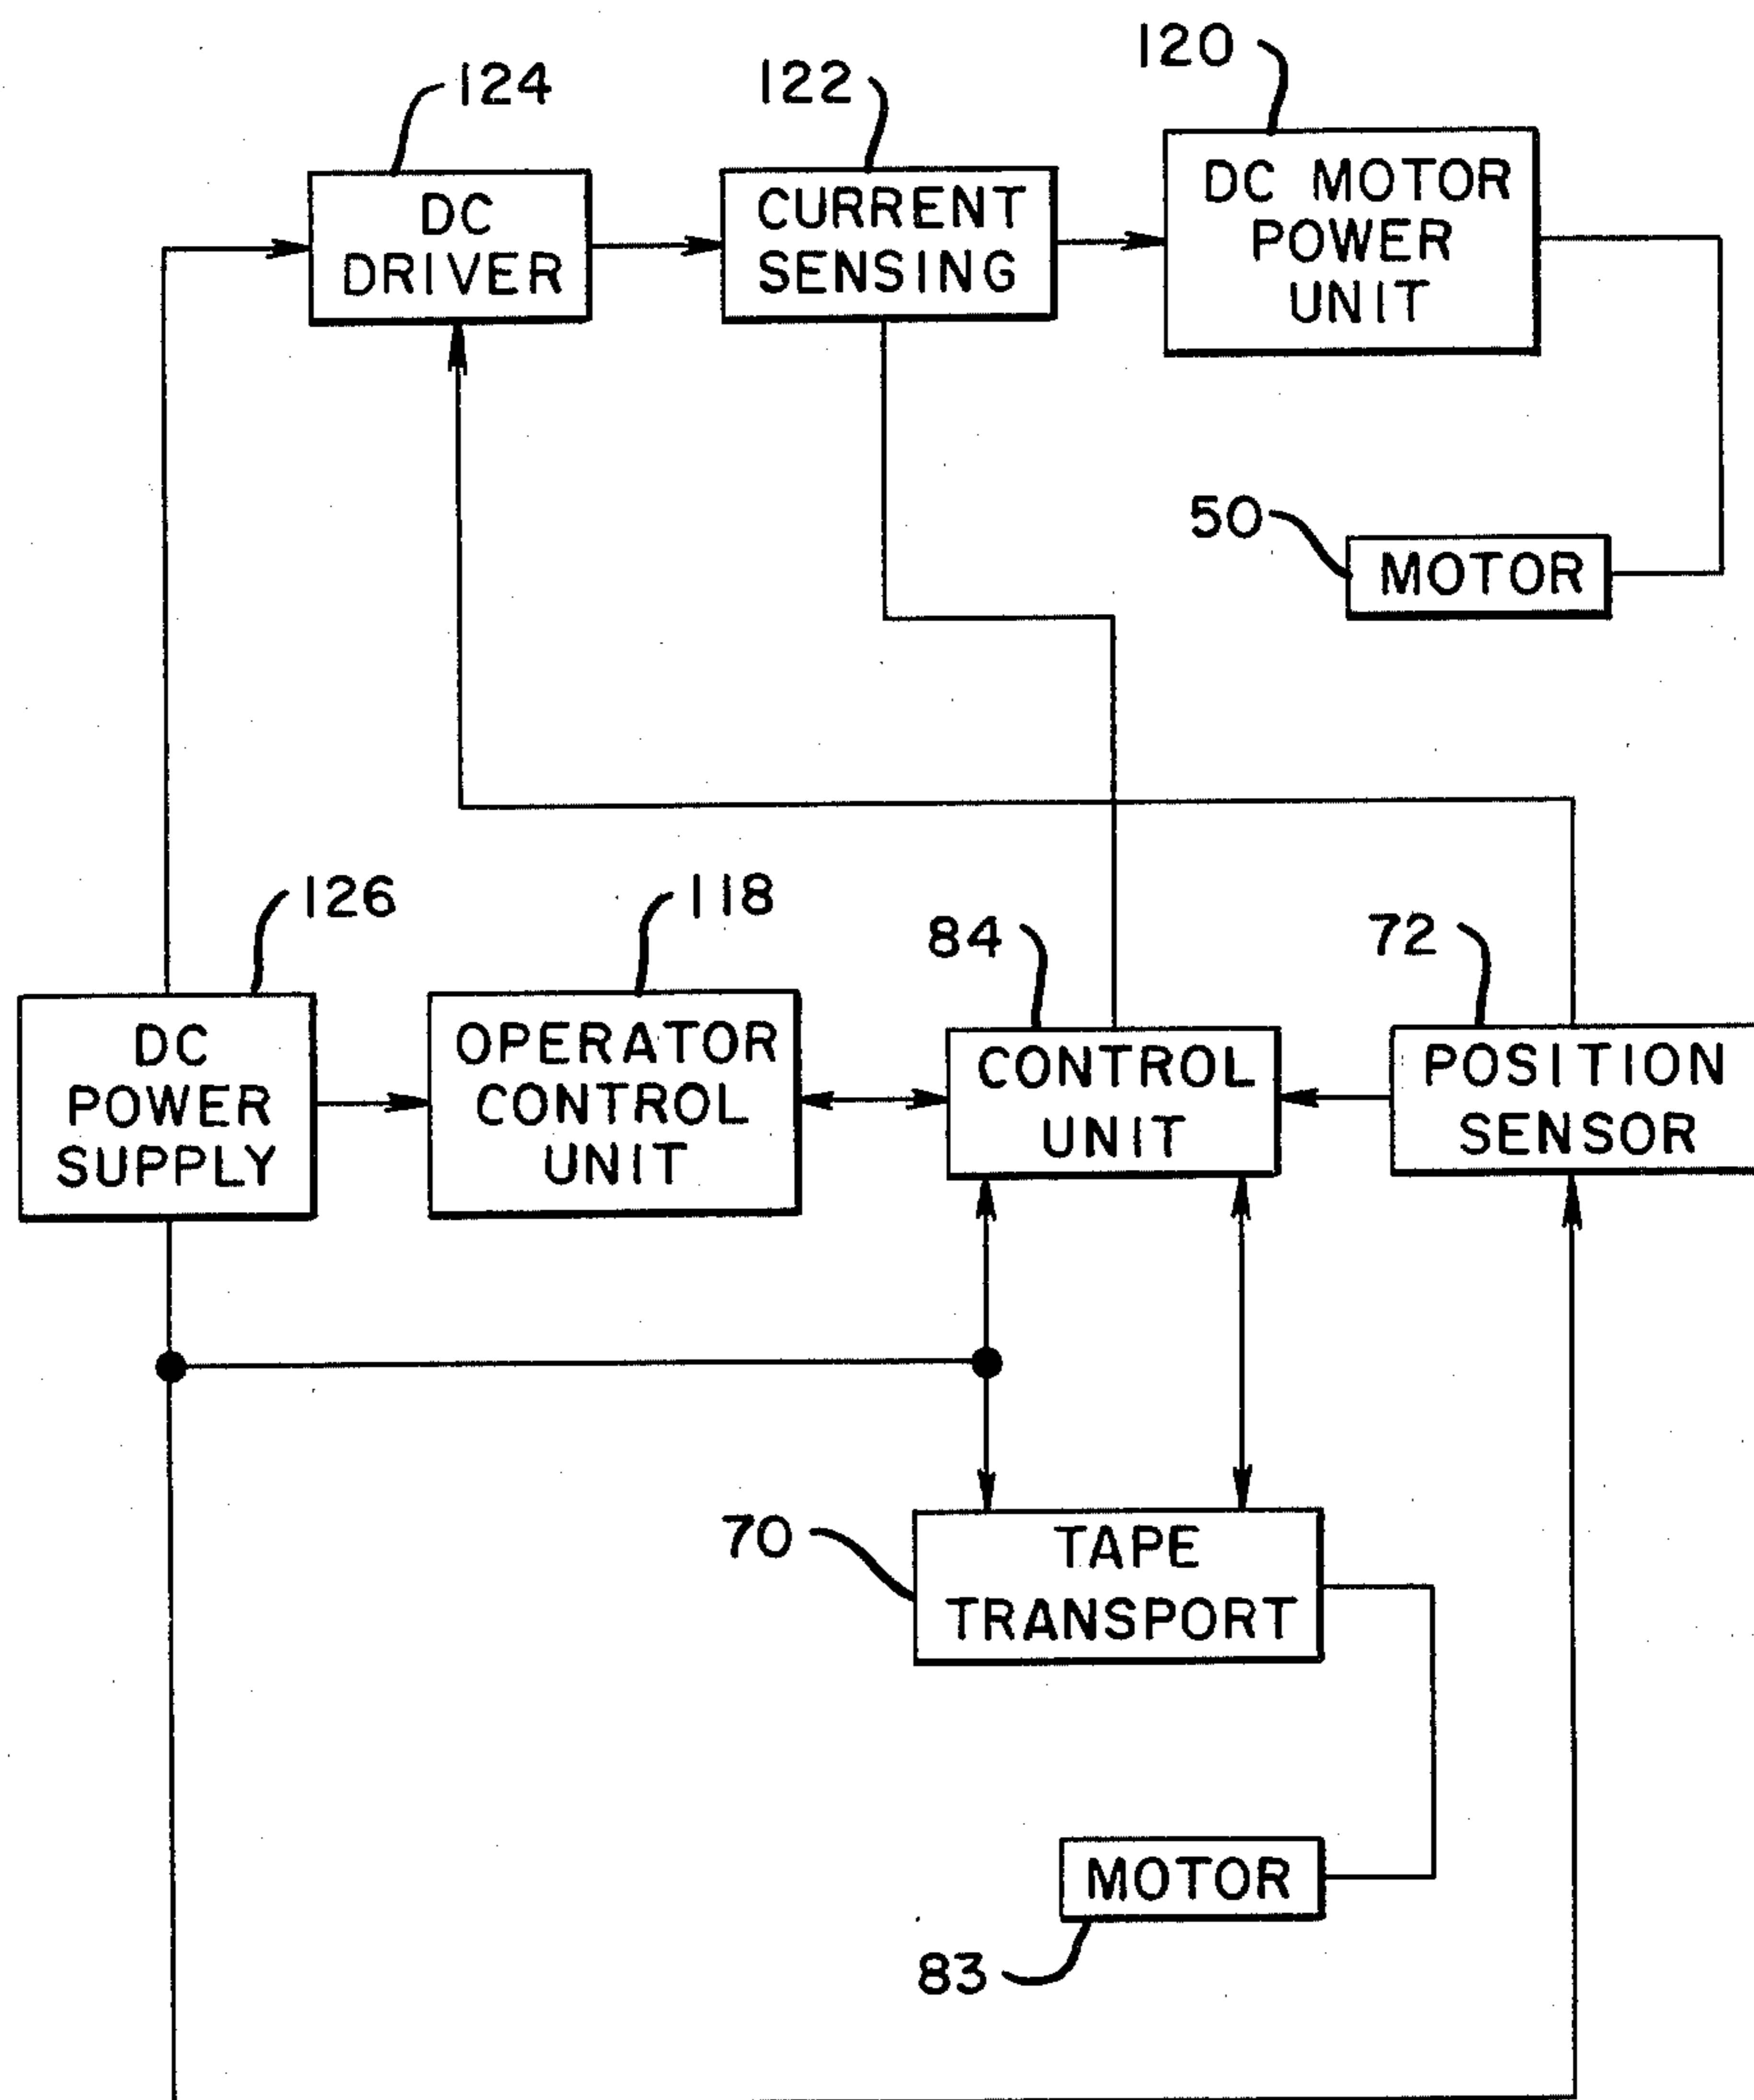 120
124
122
DC MOTOR
POWER
UNIT
DC
DRIVER
CURRENT
SENSING
50
MOTOR
126
118
84
72
DC
POWER
SUPPLY
OPERATOR
CONTROL
UNIT
CONTROL
UNIT
POSITION
SENSOR
70
TAPE
TRANSPORT
MOTOR
83